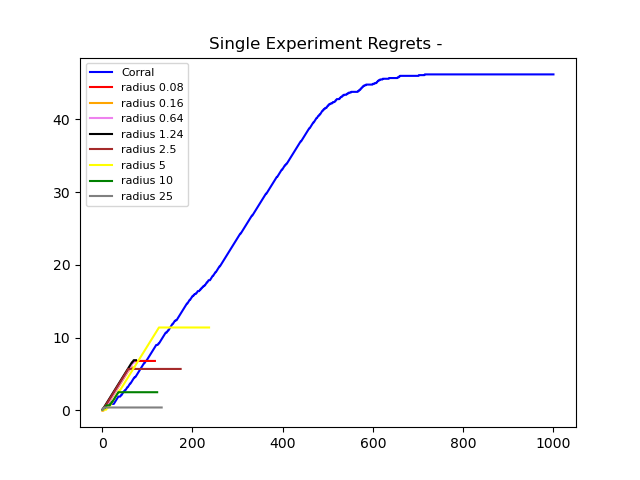 Single Experiment Regrets -
Corral
radius 0.08
radius 0.16
radius 0.64
radius 1.24
radius 2.5
radius 5
radius 10
radius 25
40
30
20
10
0
0 200 400 600 800 1000